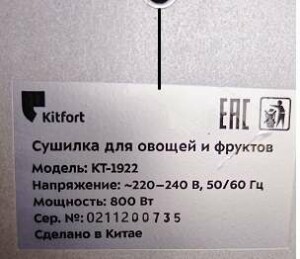 Kitfort
EAC
Сушилка для овощей и фруктов
Модель: КТ-1922
Напряжение: ~220–240 В, 50/60 Гц
Мощность: 800 Вт
Сер. №: 0211200735
Сделано в Китае